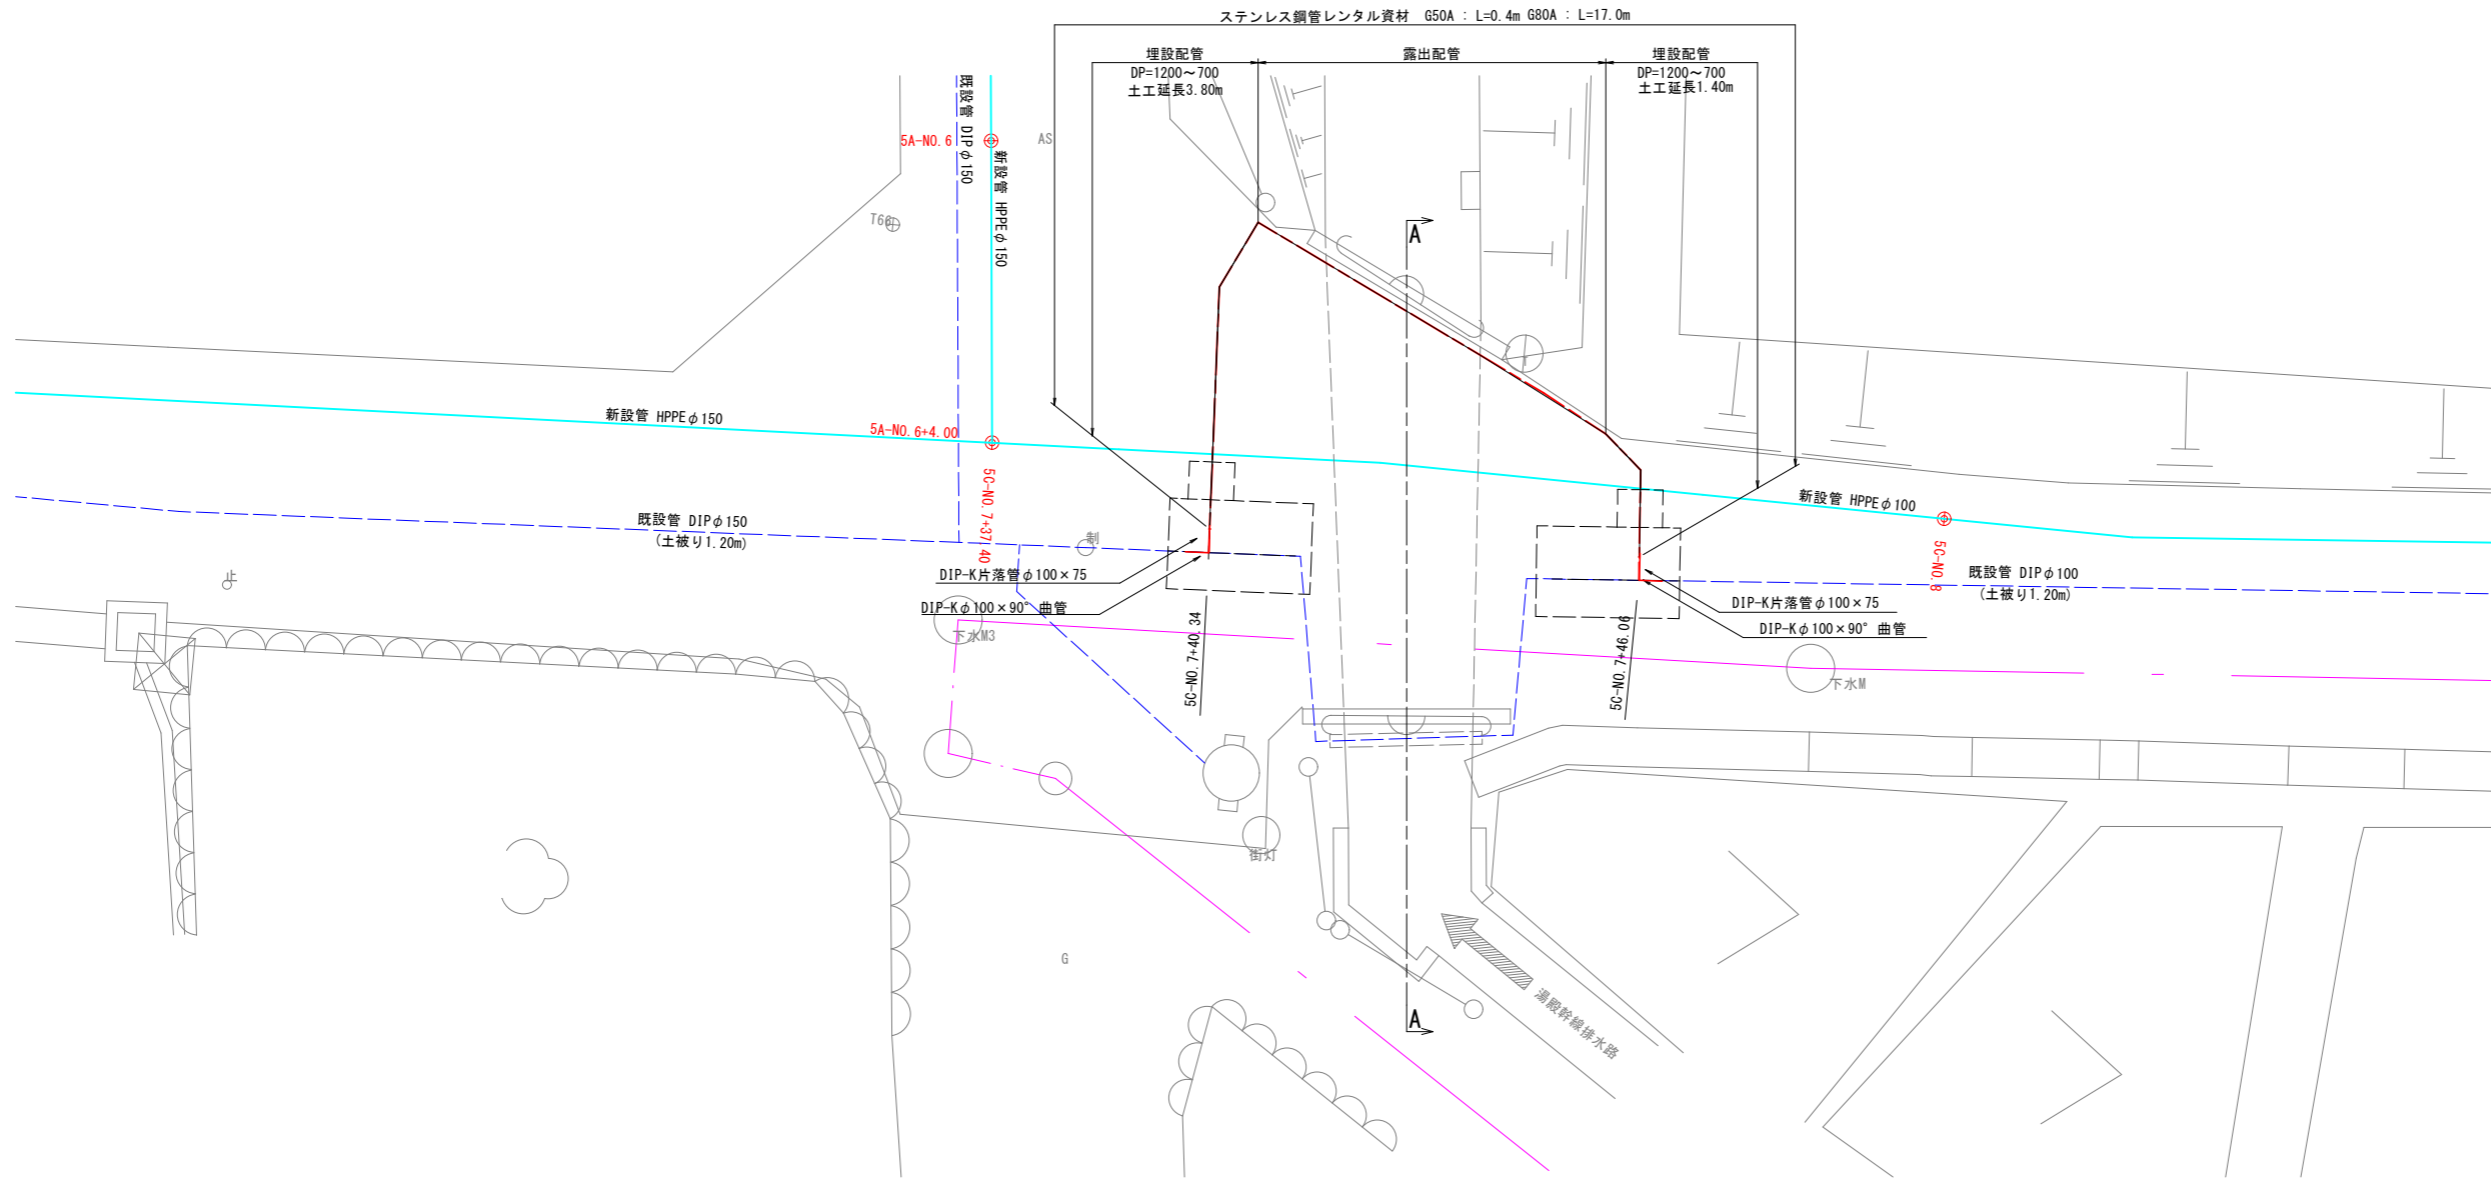 ステンレス鋼管レンタル資材 G50A : L=0.4m G80A : L=17.0m
埋設配管
露出配管
埋設配管
DP=1200～700
土工延長3.80m
DP=1200～700
土工延長1.40m
既設管 DIPφ150
5A-NO.6
AS
新設管 HPPEφ150
T66
A
新設管 HPPEφ150
5A-NO.6+4.00
5C-NO.7+37.40
新設管 HPPEφ100
既設管 DIPφ150
(土被り1.20m)
制
5C-NO.8
既設管 DIPφ100
(土被り1.20m)
止
DIP-K片落管φ100×75
DIP-Kφ100×90°曲管
DIP-K片落管φ100×75
DIP-Kφ100×90°曲管
下水M3
5C-NO.7+40.34
5C-NO.7+46.06
下水M
街灯
G
湯殿幹線排水路
A